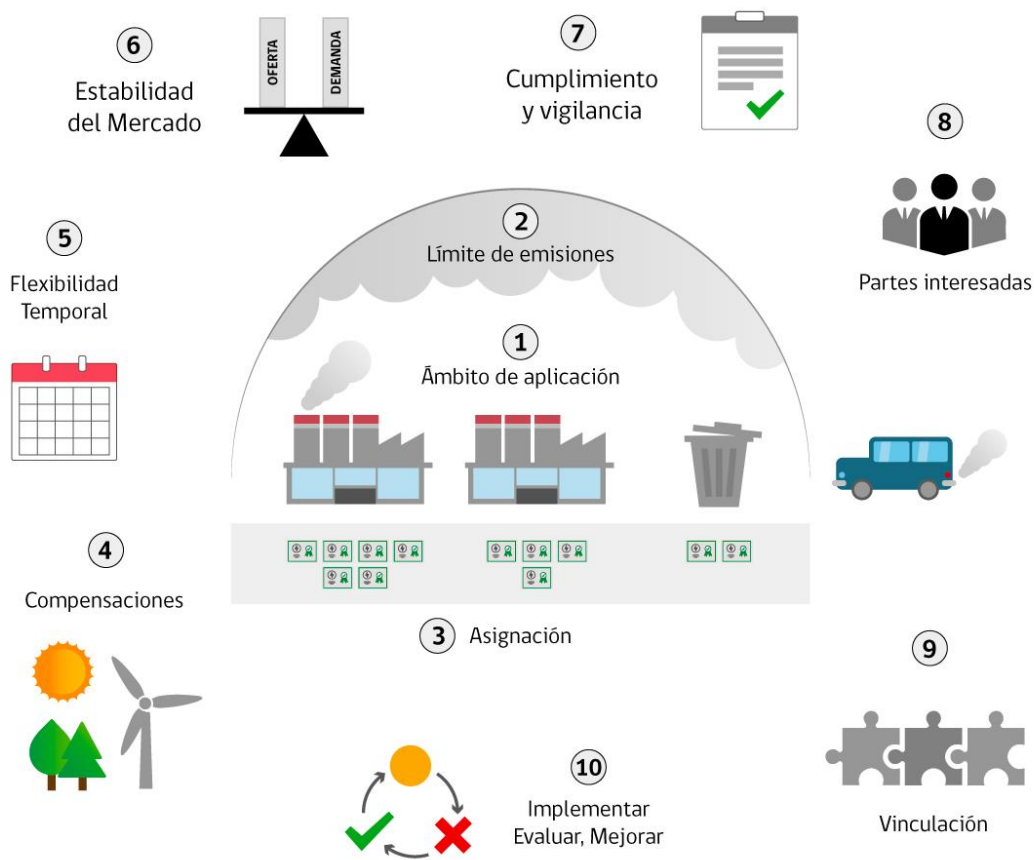 6
Estabilidad
del Mercado
OFERTA
DEMANDA
7
Cumplimiento
y vigilancia
8
Partes interesadas
5
Flexibilidad
Temporal
2
Límite de emisiones
1
Ámbito de aplicación
4
Compensaciones
3 Asignación
9
Vinculación
10
Implementar
Evaluar, Mejorar